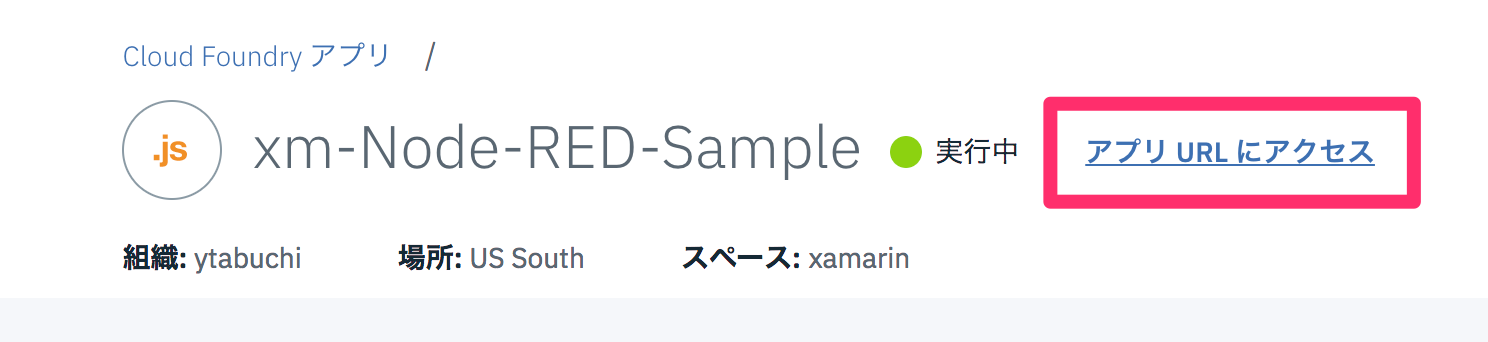 Cloud Foundry アプリ /
.js xm-Node-RED-Sample 実行中 アプリ URL にアクセス
組織: ytabuchi 場所: US South スペース: xamarin